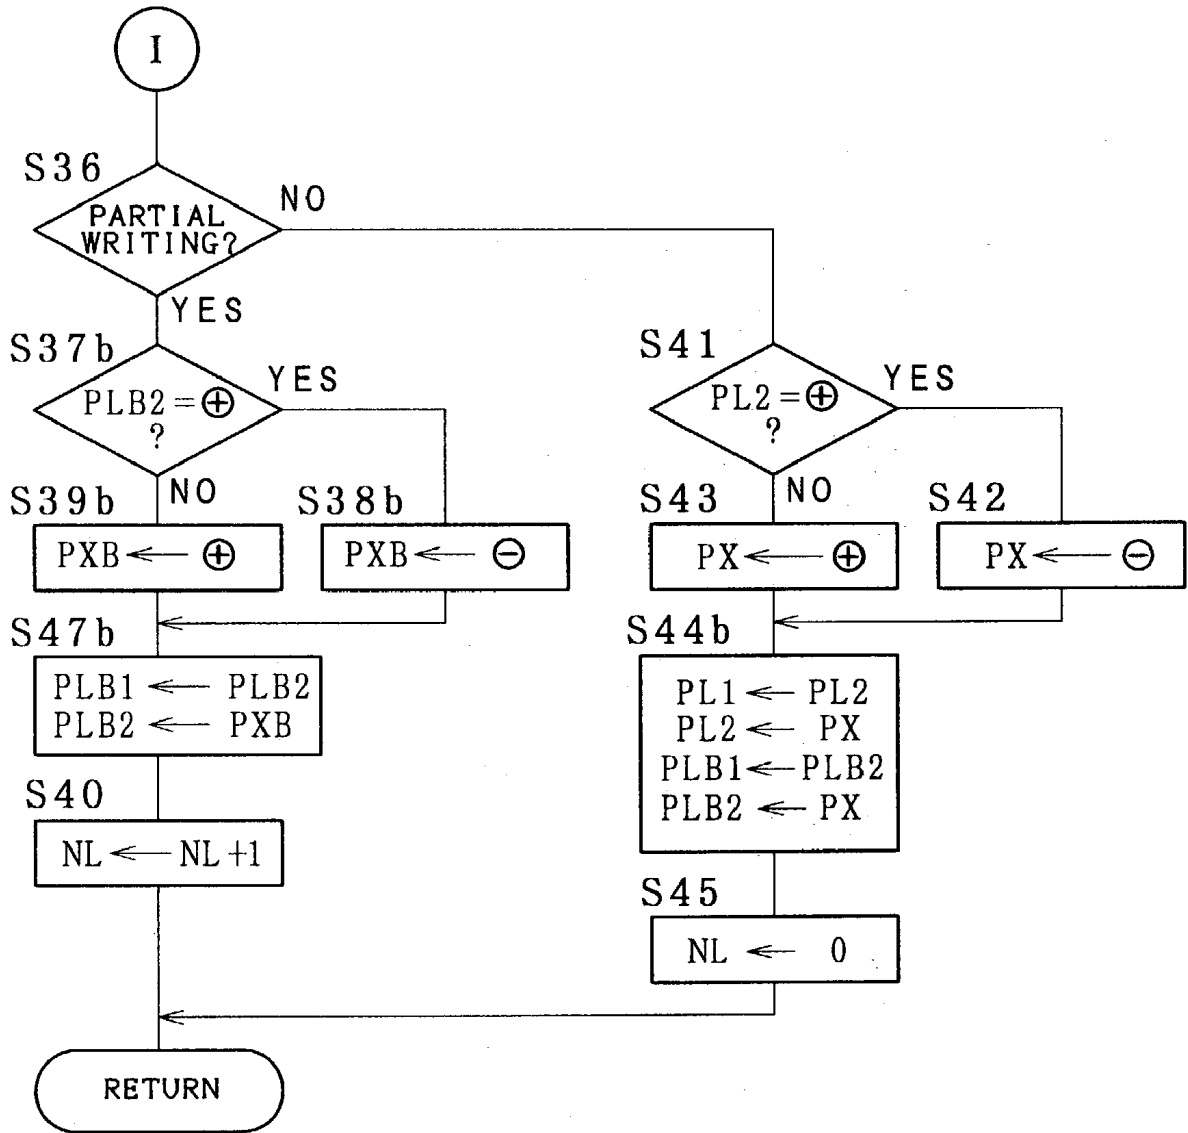 I
S36
PARTIAL
WRITING?
NO
YES
S37b
PLB2=⊕
?
YES
NO
S41
PL2=⊕
?
YES
NO
S39b
PXB← ⊕
S38b
PXB← ⊖
S43
PX← ⊕
S42
PX← ⊖
S47b
PLB1 ← PLB2
PLB2 ← PXB
S44b
PL1 ← PL2
PL2 ← PX
PLB1 ← PLB2
PLB2 ← PX
S40
NL ← NL+1
S45
NL ← 0
RETURN